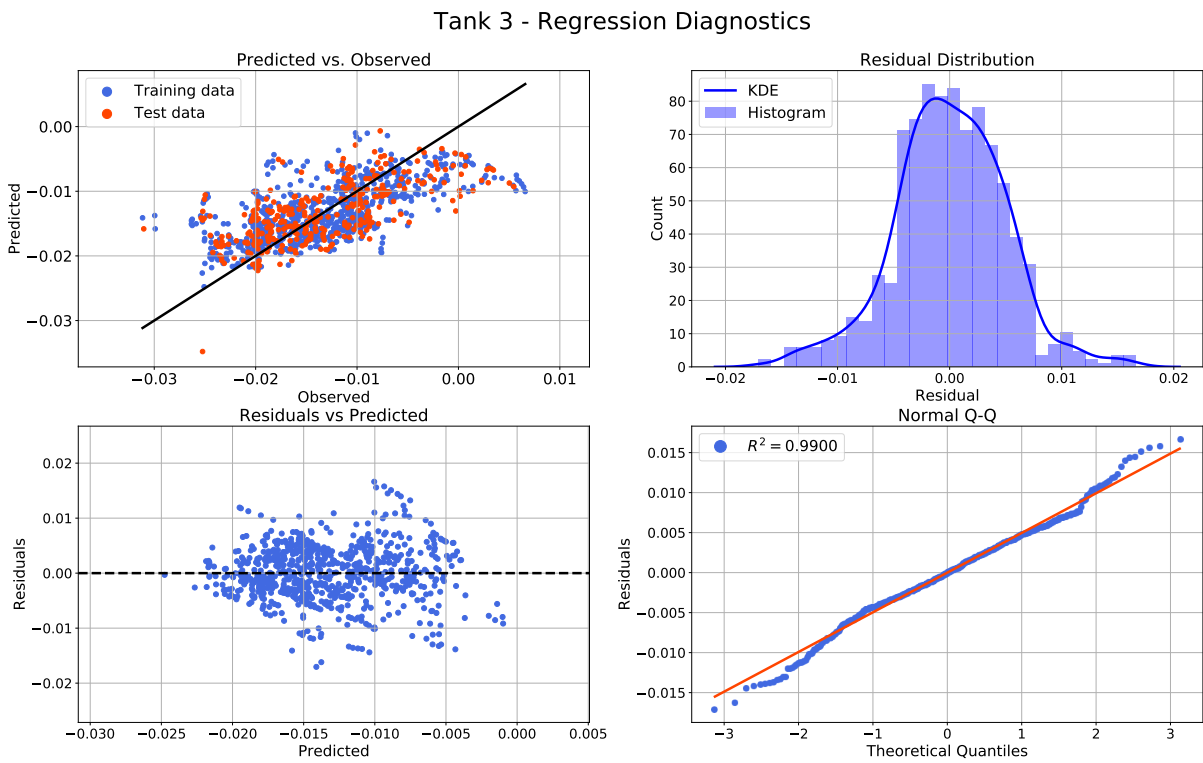 Tank 3 - Regression Diagnostics
Predicted vs. Observed
Training data
Test data
0.00
−0.01
−0.02
−0.03
Predicted
−0.03
−0.02
−0.01
0.00
0.01
Observed
Residual Distribution
KDE
Histogram
80
70
60
50
40
30
20
10
0
Count
−0.02
−0.01
0.00
0.01
0.02
Residual
Residuals vs Predicted
0.02
0.01
0.00
−0.01
−0.02
Residuals
−0.030
−0.025
−0.020
−0.015
−0.010
−0.005
0.000
0.005
Predicted
Normal Q-Q
R² = 0.9900
0.015
0.010
0.005
0.000
−0.005
−0.010
−0.015
Residuals
−3
−2
−1
0
1
2
3
Theoretical Quantiles